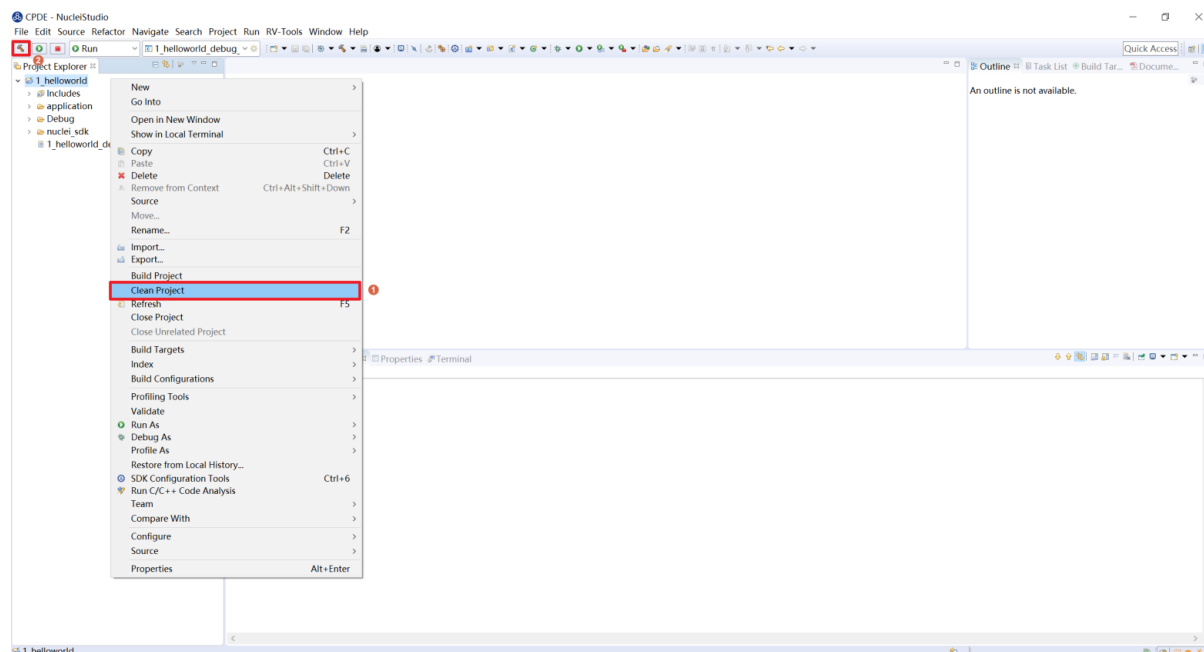 CPDE - NucleiStudio
File Edit Source Refactor Navigate Search Project Run RV-Tools Window Help
Run 1_helloworld_debug_ Quick Access
2
Project Explorer Outline Task List Build Tar... Docume...
1_helloworld
Includes
application
Debug
nuclei_sdk
1_helloworld_de
An outline is not available.
New
Go Into
Open in New Window
Show in Local Terminal
Copy Ctrl+C
Paste Ctrl+V
Delete Delete
Remove from Context Ctrl+Alt+Shift+Down
Source
Move...
Rename... F2
Import...
Export...
Build Project
Clean Project
1
Refresh F5
Close Project
Close Unrelated Project
Build Targets
Index
Build Configurations
Profiling Tools
Validate
Run As
Debug As
Profile As
Restore from Local History...
SDK Configuration Tools Ctrl+6
Run C/C++ Code Analysis
Team
Compare With
Configure
Source
Properties Alt+Enter
Properties Terminal
1_helloworld